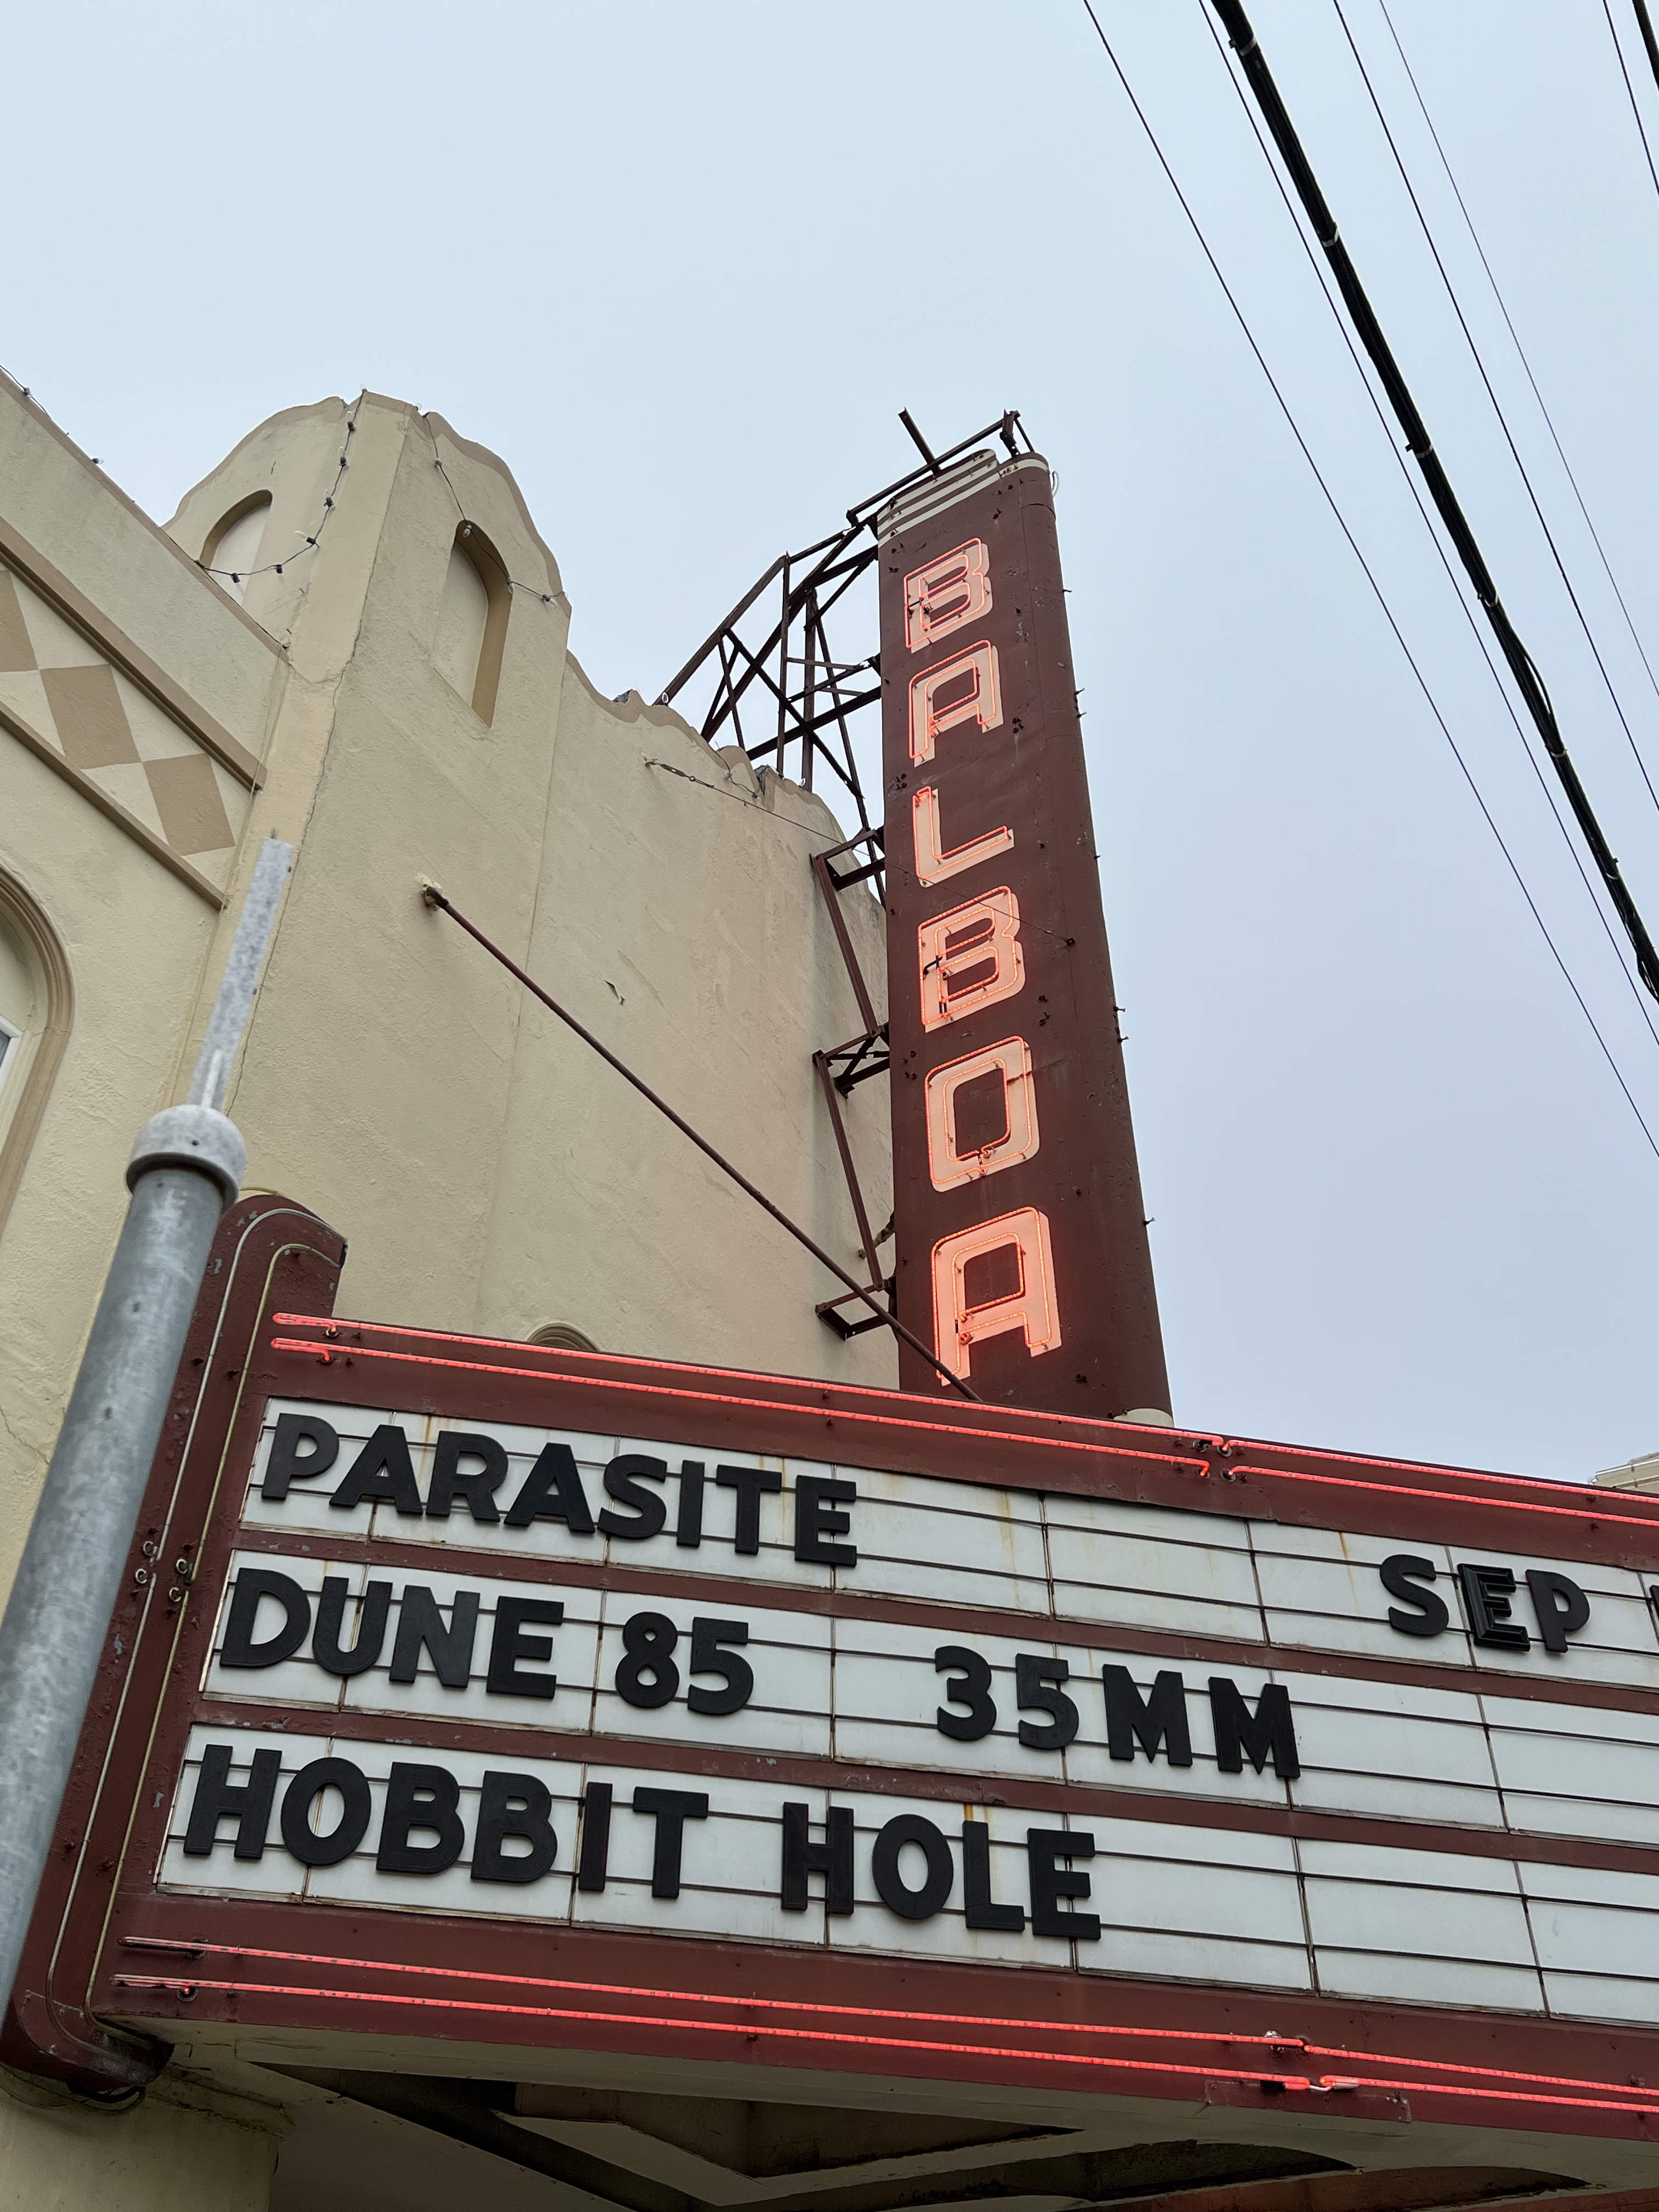 BALBOA
PARASITE SEP
DUNE 85 35MM
HOBBIT HOLE